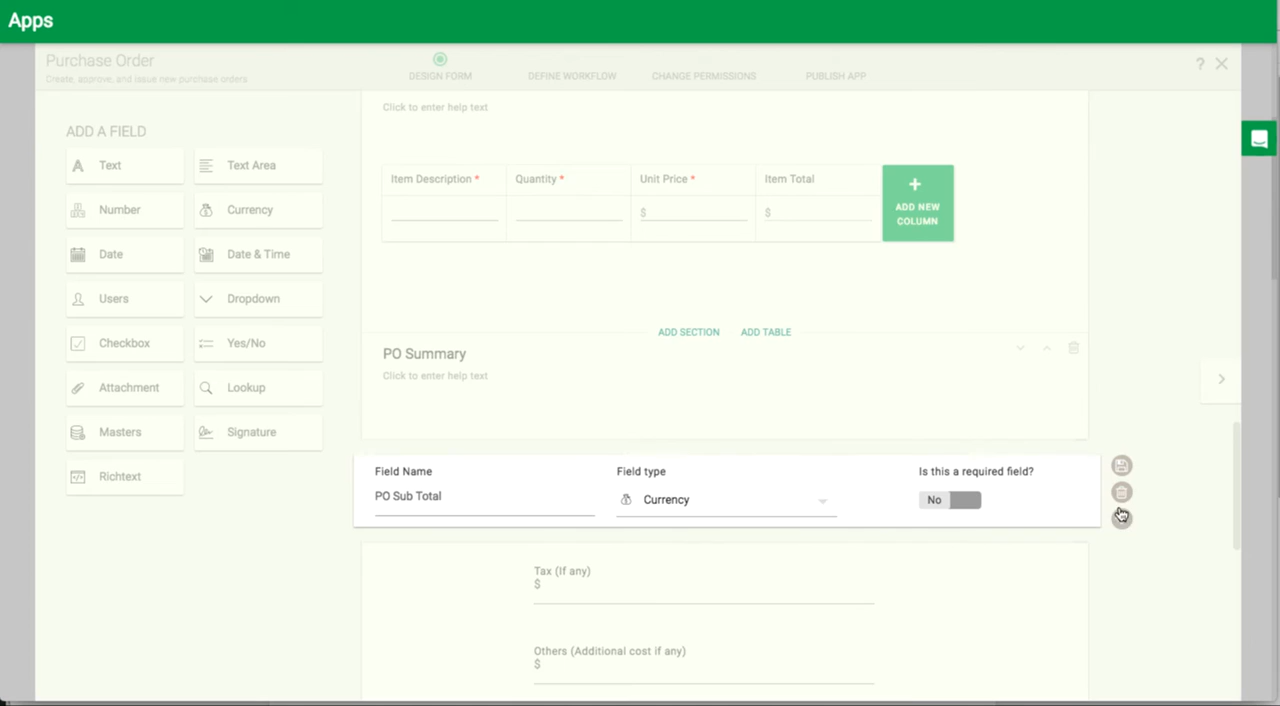 Apps
Purchase Order
Create, approve, and issue new purchase orders
DESIGN FORM
DEFINE WORKFLOW
CHANGE PERMISSIONS
PUBLISH APP
?
ADD A FIELD
Text
Text Area
Number
Currency
Date
Date & Time
Users
Dropdown
Checkbox
Yes/No
Attachment
Lookup
Masters
Signature
Richtext
Click to enter help text
Item Description *
Quantity *
Unit Price *
Item Total
$
$
+
ADD NEW
COLUMN
ADD SECTION
ADD TABLE
PO Summary
Click to enter help text
Field Name
Field type
Is this a required field?
PO Sub Total
Currency
No
Tax (If any)
$
Others (Additional cost if any)
$